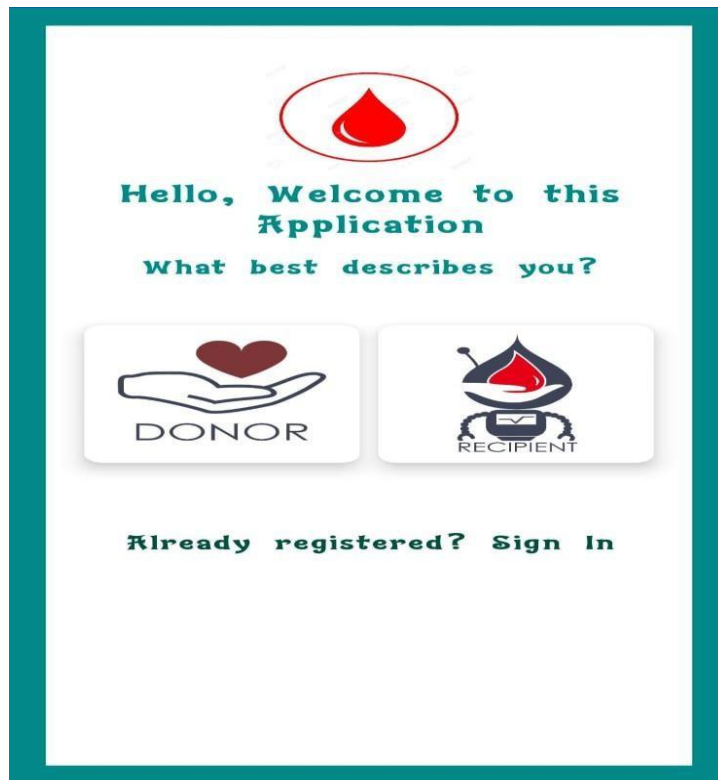 Hello, Welcome to this
Application
What best describes you?
DONOR
RECIPIENT
Already registered? Sign In